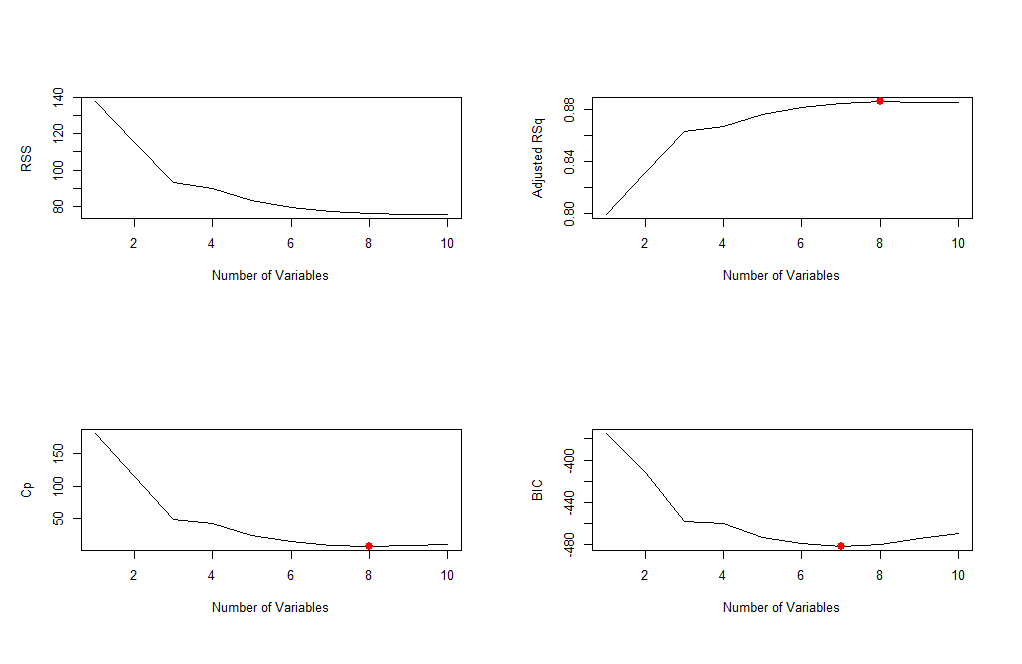 RSS
140
120
100
80
2 4 6 8 10
Number of Variables
Adjusted RSq
0.88
0.84
0.80
2 4 6 8 10
Number of Variables
Cp
150
100
50
2 4 6 8 10
Number of Variables
BIC
-400
-440
-480
2 4 6 8 10
Number of Variables